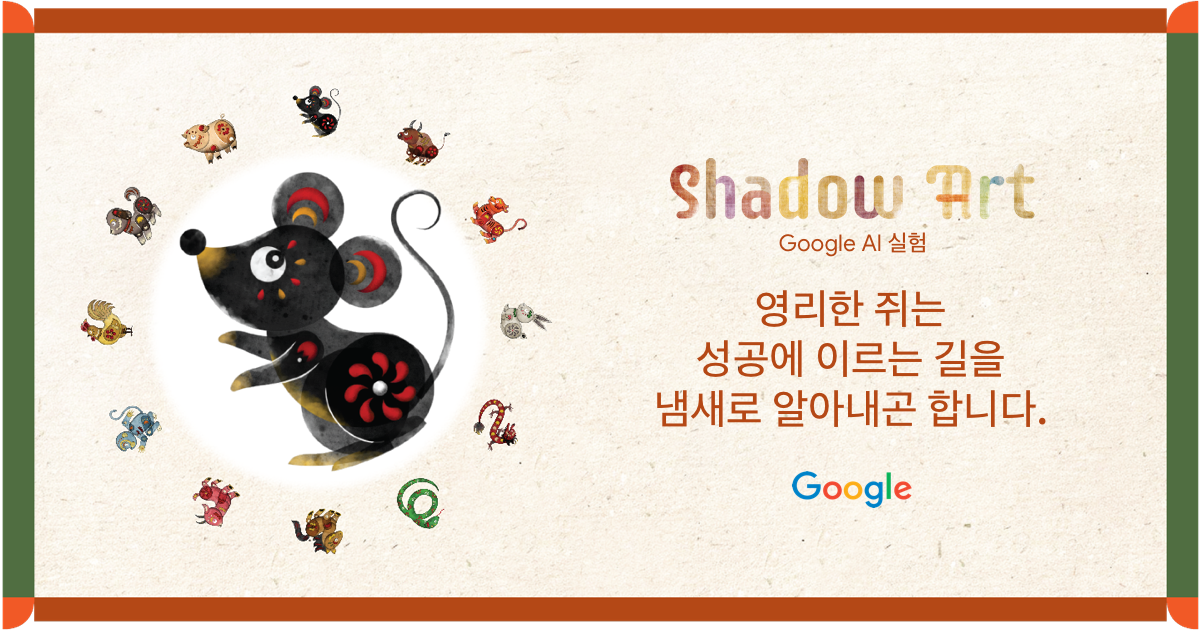 Shadow Art
Google AI 실험
영리한 쥐는
성공에 이르는 길을
냄새로 알아내곤 합니다.
Google